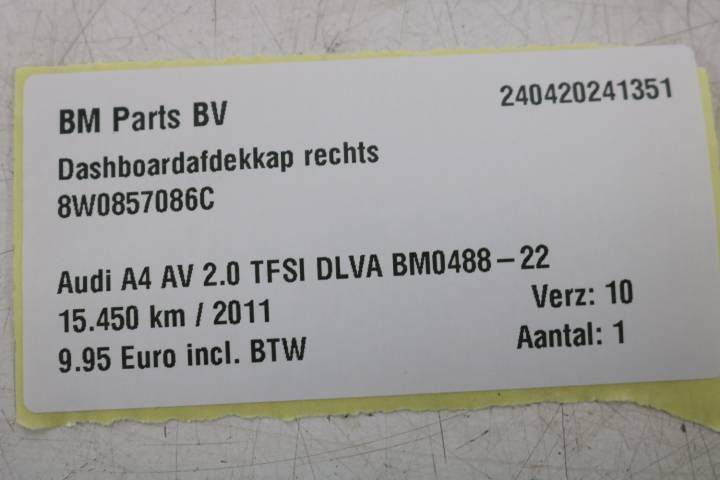 BM Parts BV
240420241351
Dashboardafdekkap rechts
8W0857086C
Audi A4 AV 2.0 TFSI DLVA BM0488-22
15.450 km / 2011
Verz: 10
9.95 Euro incl. BTW
Aantal: 1